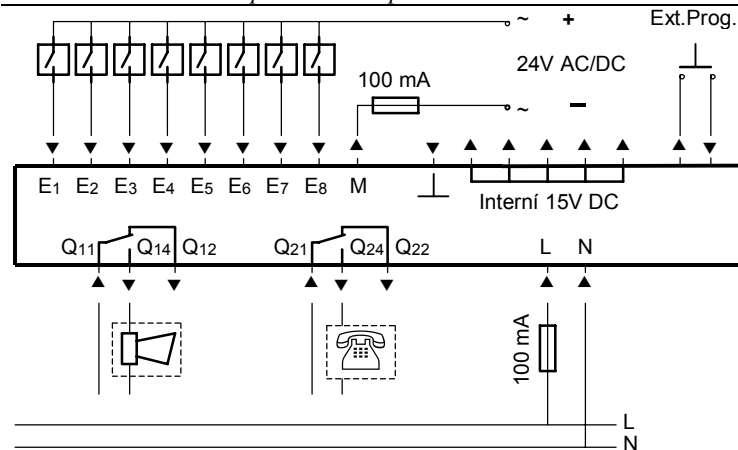 ~ + Ext.Prog.
24V AC/DC
100 mA
~ −
E1 E2 E3 E4 E5 E6 E7 E8 M
Interní 15V DC
Q11 Q14 Q12 Q21 Q24 Q22 L N
100 mA
L
N